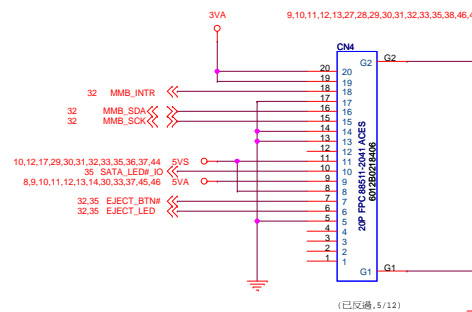 3VA
9,10,11,12,13,27,28,29,30,31,32,33,35,38,46,4
CN4
G2
G2
20
20
19
19
32 MMB_INTR
18
18
17
17
32 MMB_SDA
16
16
32 MMB_SCK
15
15
14
14
13
13
12
12
10,12,17,29,30,31,32,33,35,36,37,44 5VS
11
11
35 SATA_LED#_IO
10
10
8,9,10,11,12,13,14,30,33,37,45,46 5VA
9
9
8
8
32,35 EJECT_BTN#
7
7
32,35 EJECT_LED
6
6
5
5
4
4
3
3
2
2
1
1
G1
G1
20P FPC 88511-2041 ACES
6012B0218406
(已反過,5/12)